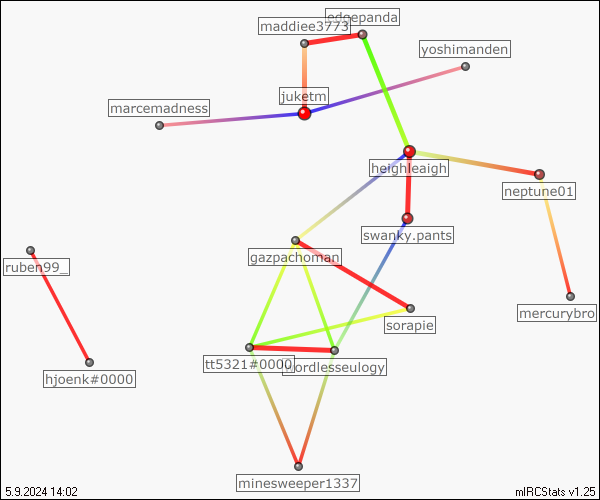 edgepanda
maddiee3773
yoshimanden
juketm
marcemadness
heighleaigh
neptune01
swanky.pants
gazpachoman
ruben99_
mercurybro
sorapie
tt5321#0000
wordlesseulogy
hjoenk#0000
minesweeper1337
5.9.2024 14:02
mIRCStats v1.25